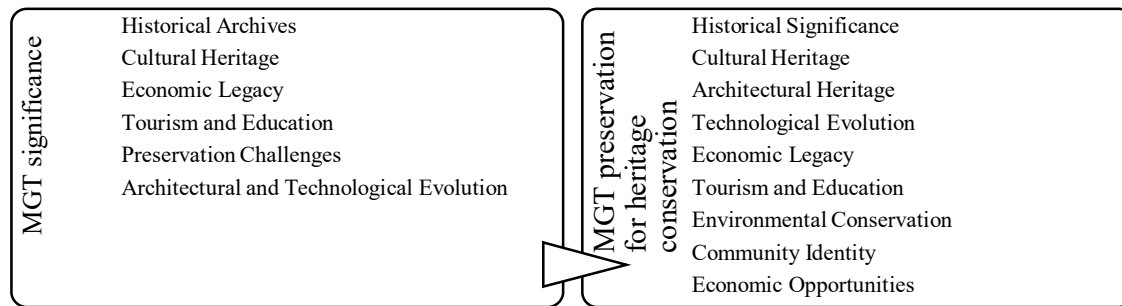 MGT significance
Historical Archives
Cultural Heritage
Economic Legacy
Tourism and Education
Preservation Challenges
Architectural and Technological Evolution
MGT preservation
for heritage
conservation
Historical Significance
Cultural Heritage
Architectural Heritage
Technological Evolution
Economic Legacy
Tourism and Education
Environmental Conservation
Community Identity
Economic Opportunities